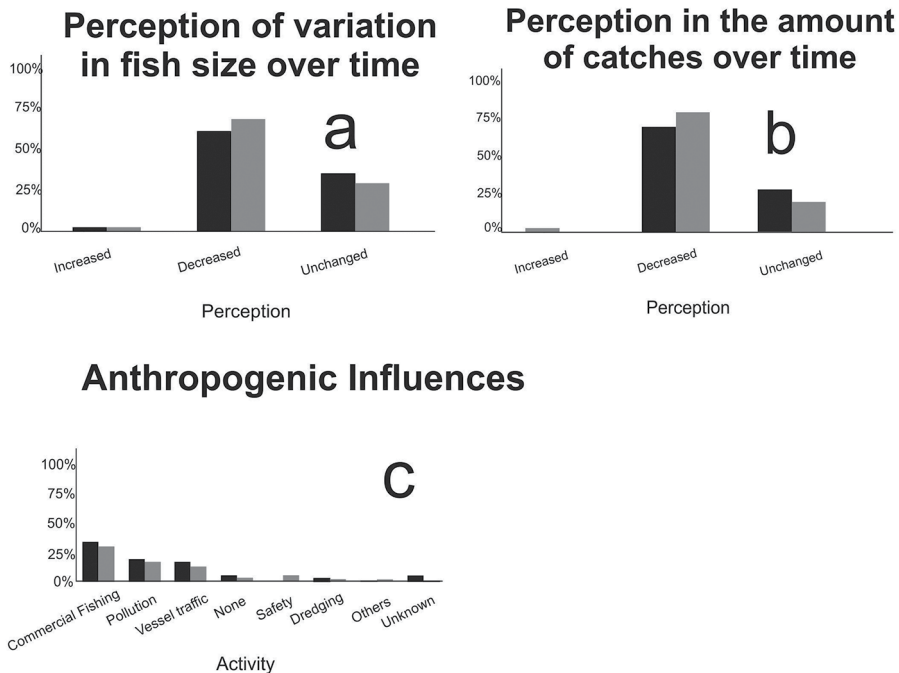 Perception of variation
in fish size over time
100%
75%
50%
25%
0%
a
Increased
Decreased
Unchanged
Perception
Perception in the amount
of catches over time
100%
75%
50%
25%
0%
b
Increased
Decreased
Unchanged
Perception
Anthropogenic Influences
100%
75%
50%
25%
0%
c
Commercial Fishing
Pollution
Vessel traffic
None
Safety
Dredging
Others
Unknown
Activity